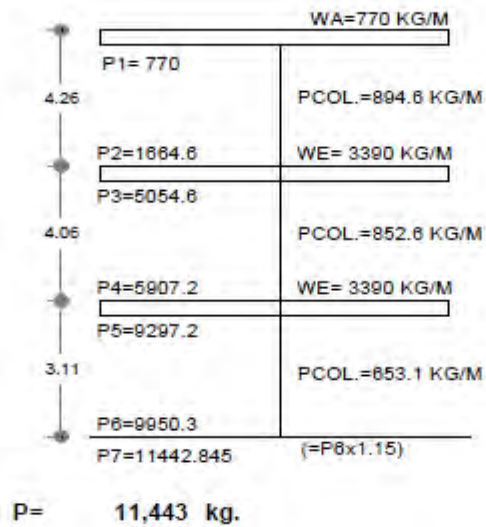 WA=770 KG/M
P1= 770
4.26
PCOL.=894.6 KG/M
P2=1664.6
WE= 3390 KG/M
P3=5054.6
4.06
PCOL.=852.6 KG/M
P4=5907.2
WE= 3390 KG/M
P5=9297.2
3.11
PCOL.=653.1 KG/M
P6=9950.3
P7=11442.845
(=P6x1.15)
P= 11,443 kg.